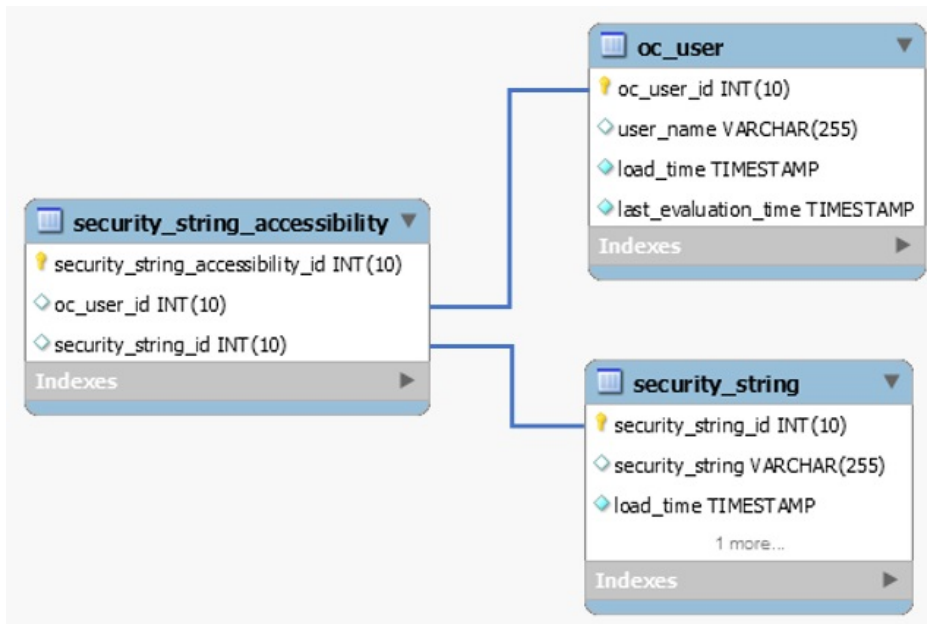 oc_user
oc_user_id INT(10)
user_name VARCHAR(255)
load_time TIMESTAMP
last_evaluation_time TIMESTAMP
Indexes
security_string_accessibility
security_string_accessibility_id INT(10)
oc_user_id INT(10)
security_string_id INT(10)
Indexes
security_string
security_string_id INT(10)
security_string VARCHAR(255)
load_time TIMESTAMP
1 more...
Indexes